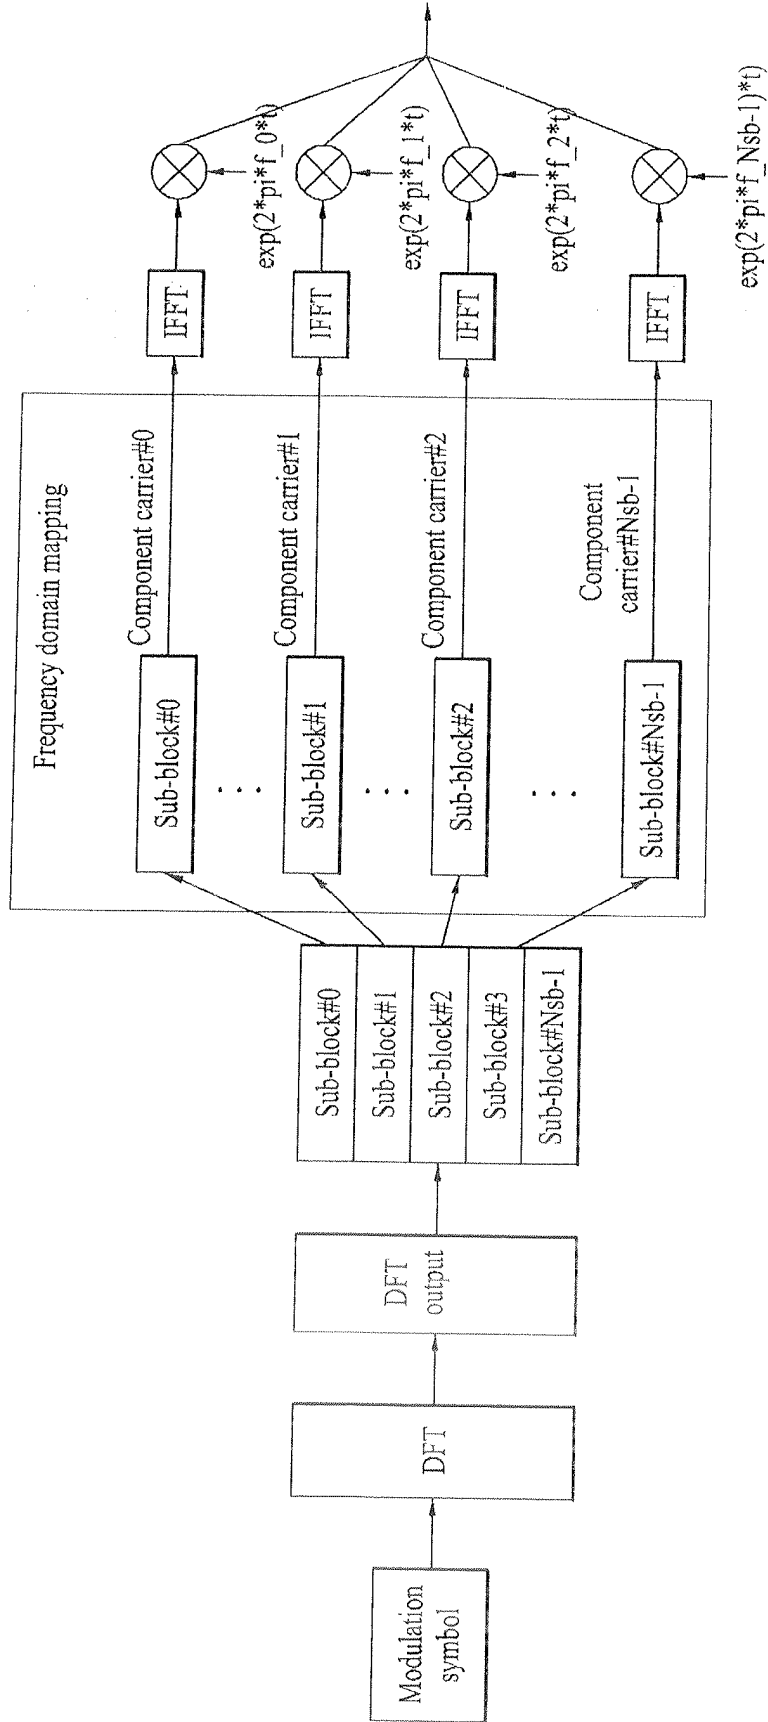 Modulation
symbol
DFT
DFT
output
Sub-block#0
Sub-block#1
Sub-block#2
Sub-block#3
Sub-block#Nsb-1
Frequency domain mapping
Sub-block#0
. . .
Sub-block#1
. . .
Sub-block#2
. . .
Sub-block#Nsb-1
Component carrier#0
Component carrier#1
Component carrier#2
Component
carrier#Nsb-1
IFFT
IFFT
IFFT
IFFT
exp(2*pi*f_0*t)
exp(2*pi*f_1*t)
exp(2*pi*f_2*t)
exp(2*pi*f_Nsb-1)*t)